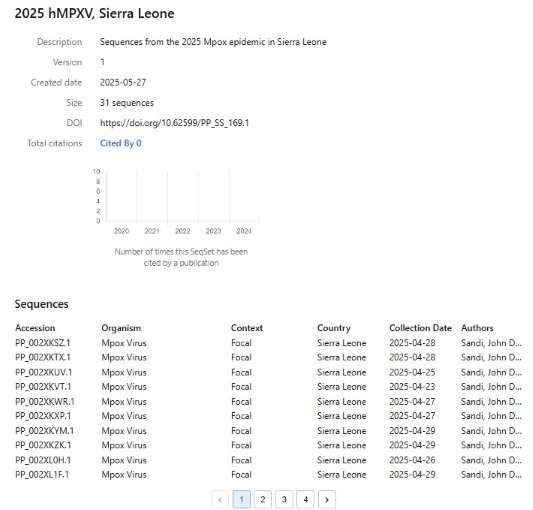 2025 hMPXV, Sierra Leone
Description Sequences from the 2025 Mpox epidemic in Sierra Leone
Version 1
Created date 2025-05-27
Size 31 sequences
DOI https://doi.org/10.62599/PP_SS_169.1
Total citations Cited By 0
10
8
6
4
2
0
2020 2021 2022 2023 2024
Number of times this SeqSet has been
cited by a publication
Sequences
Accession Organism Context Country Collection Date Authors
PP_002XKSZ.1 Mpox Virus Focal Sierra Leone 2025-04-28 Sandi, John D...
PP_002XKTX.1 Mpox Virus Focal Sierra Leone 2025-04-28 Sandi, John D...
PP_002XKUV.1 Mpox Virus Focal Sierra Leone 2025-04-25 Sandi, John D...
PP_002XKVT.1 Mpox Virus Focal Sierra Leone 2025-04-23 Sandi, John D...
PP_002XKWR.1 Mpox Virus Focal Sierra Leone 2025-04-27 Sandi, John D...
PP_002XKXP.1 Mpox Virus Focal Sierra Leone 2025-04-27 Sandi, John D...
PP_002XKYM.1 Mpox Virus Focal Sierra Leone 2025-04-29 Sandi, John D...
PP_002XKZK.1 Mpox Virus Focal Sierra Leone 2025-04-29 Sandi, John D...
PP_002XL0H.1 Mpox Virus Focal Sierra Leone 2025-04-26 Sandi, John D...
PP_002XL1F.1 Mpox Virus Focal Sierra Leone 2025-04-29 Sandi, John D...
< 1 2 3 4 >